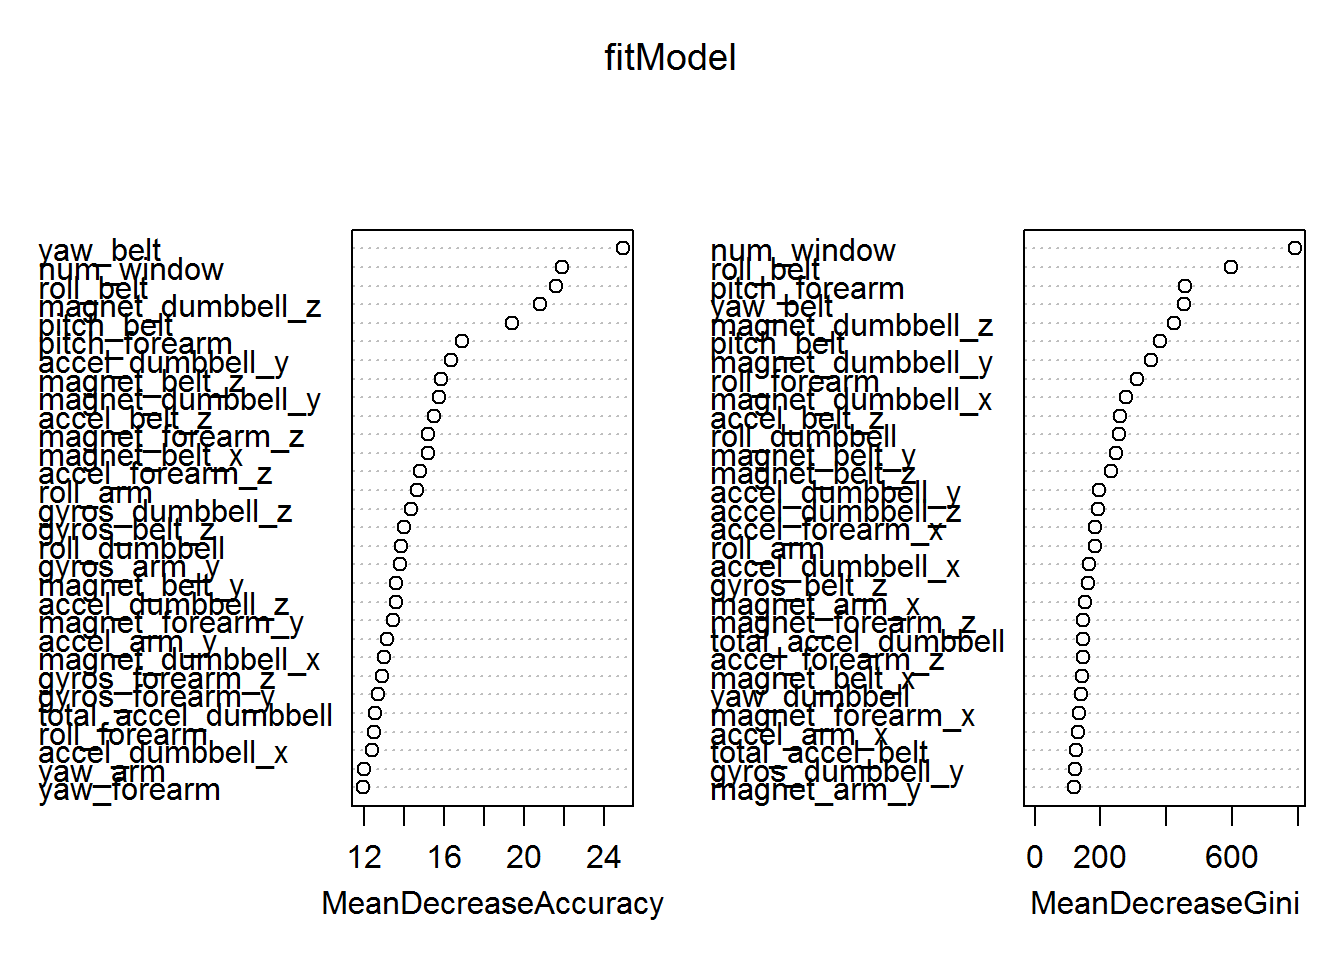 fitModel
yaw_belt
num_window
roll_belt
magnet_dumbbell_z
pitch_belt
pitch_forearm
accel_dumbbell_y
magnet_belt_z
magnet_dumbbell_y
accel_belt_z
magnet_forearm_z
magnet_belt_x
accel_forearm_z
roll_arm
gyros_dumbbell_z
gyros_belt_z
roll_dumbbell
gyros_arm_y
magnet_belt_y
accel_dumbbell_z
magnet_forearm_y
accel_arm_y
magnet_dumbbell_x
gyros_forearm_z
gyros_forearm_y
total_accel_dumbbell
roll_forearm
accel_dumbbell_x
yaw_arm
yaw_forearm
12 16 20 24
MeanDecreaseAccuracy
num_window
roll_belt
pitch_forearm
yaw_belt
magnet_dumbbell_z
pitch_belt
magnet_dumbbell_y
roll_forearm
magnet_dumbbell_x
accel_belt_z
roll_dumbbell
magnet_belt_y
magnet_belt_z
accel_dumbbell_y
accel_dumbbell_z
accel_forearm_x
roll_arm
accel_dumbbell_x
gyros_belt_z
magnet_arm_x
magnet_forearm_z
total_accel_dumbbell
accel_forearm_z
magnet_belt_x
yaw_dumbbell
magnet_forearm_x
accel_arm_x
total_accel_belt
gyros_dumbbell_y
magnet_arm_y
0 200 600
MeanDecreaseGini